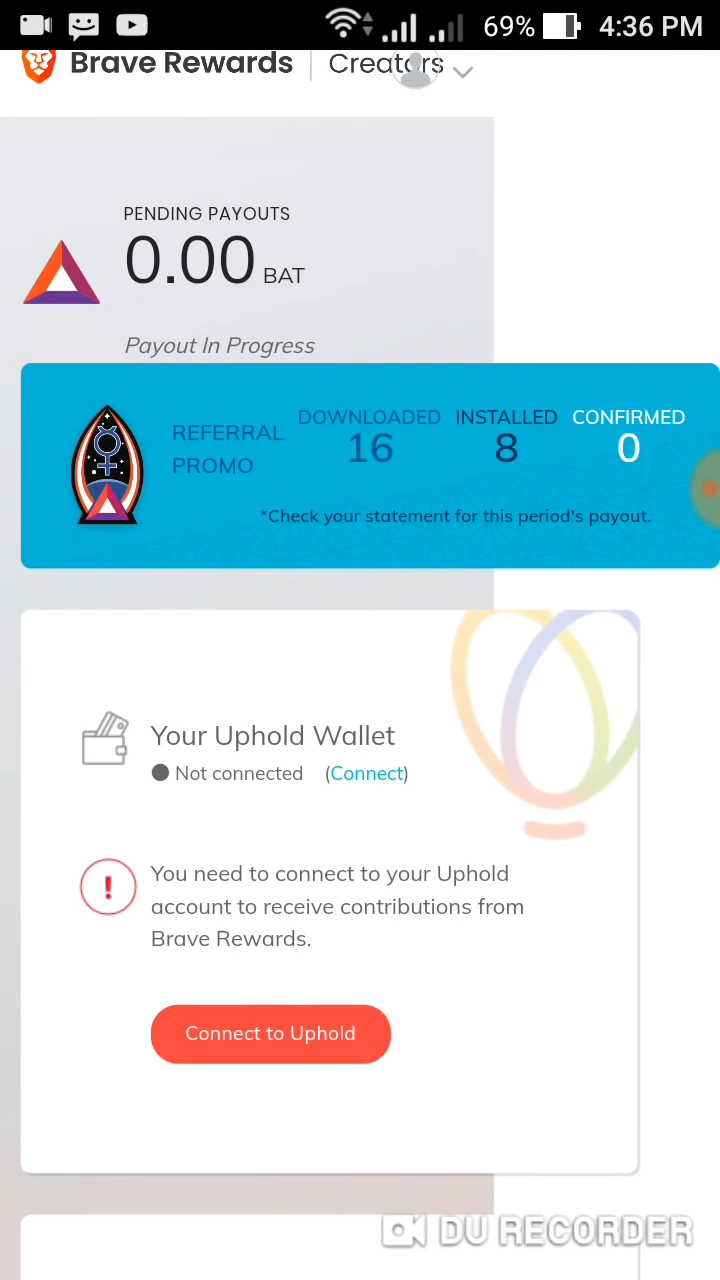 69% 4:36 PM
Brave Rewards | Creators
PENDING PAYOUTS
0.00 BAT
Payout In Progress
REFERRAL PROMO
DOWNLOADED INSTALLED CONFIRMED
16 8 0
*Check your statement for this period's payout.
Your Uphold Wallet
Not connected (Connect)
You need to connect to your Uphold
account to receive contributions from
Brave Rewards.
Connect to Uphold
DU RECORDER